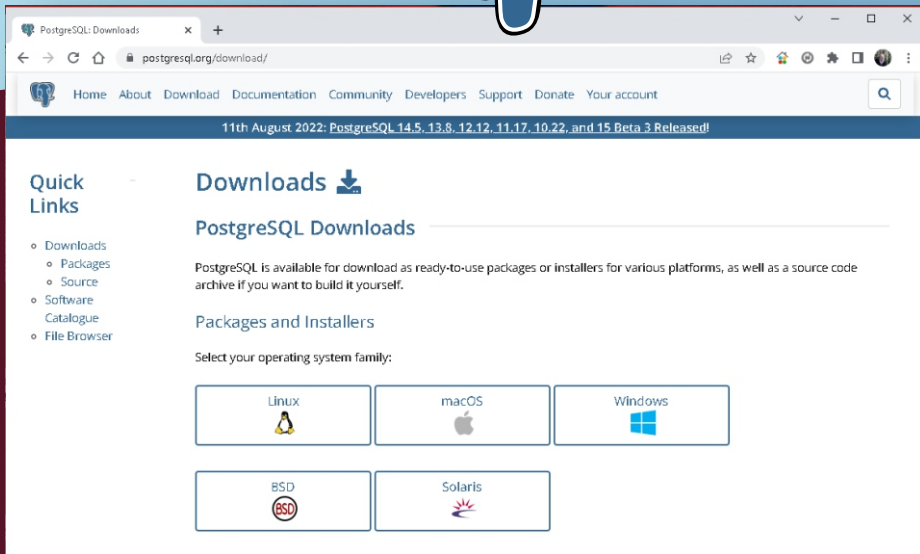 PostgreSQL: Downloads
postgresql.org/download/
Home About Download Documentation Community Developers Support Donate Your account
11th August 2022: PostgreSQL 14.5, 13.8, 12.12, 11.17, 10.22, and 15 Beta 3 Released!
Quick
Links
Downloads
Packages
Source
Software
Catalogue
File Browser
Downloads
PostgreSQL Downloads
PostgreSQL is available for download as ready-to-use packages or installers for various platforms, as well as a source code
archive if you want to build it yourself.
Packages and Installers
Select your operating system family:
Linux macOS Windows
BSD Solaris
BSD